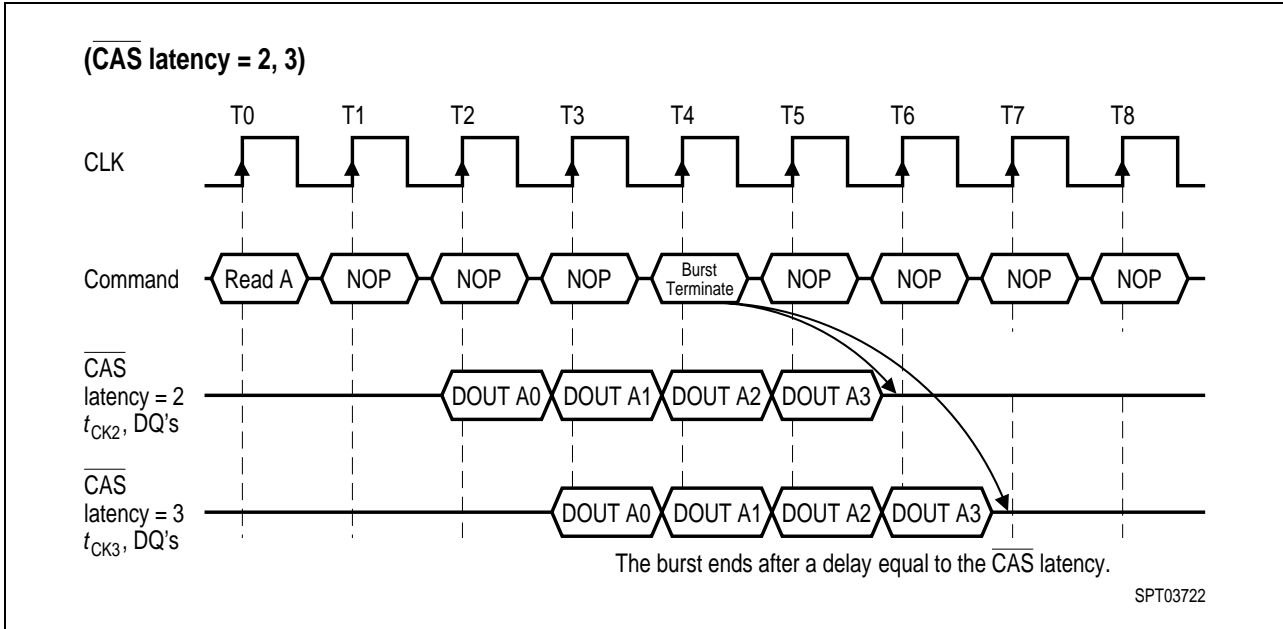 (CAS latency = 2, 3)
T0 T1 T2 T3 T4 T5 T6 T7 T8
CLK
Command Read A NOP NOP NOP Burst Terminate NOP NOP NOP NOP
CAS
latency = 2
tCK2, DQ's
DOUT A0 DOUT A1 DOUT A2 DOUT A3
CAS
latency = 3
tCK3, DQ's
DOUT A0 DOUT A1 DOUT A2 DOUT A3
The burst ends after a delay equal to the CAS latency.
SPT03722